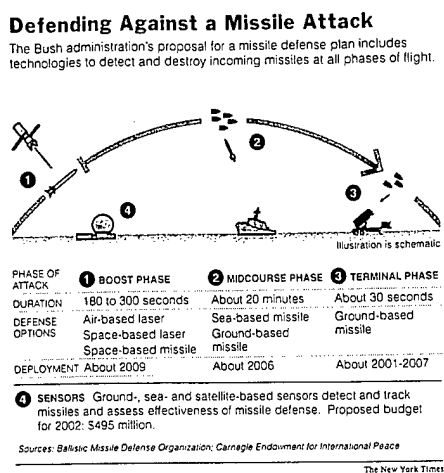 Defending Against a Missile Attack
The Bush administration's proposal for a missile defense plan includes
technologies to detect and destroy incoming missiles at all phases of flight.
1
2
3
4
Illustration is schematic
PHASE OF
ATTACK
1 BOOST PHASE 2 MIDCOURSE PHASE 3 TERMINAL PHASE
DURATION 180 to 300 seconds About 20 minutes About 30 seconds
DEFENSE Air-based laser Sea-based missile Ground-based
OPTIONS Space-based laser Ground-based missile
Space-based missile missile
DEPLOYMENT About 2009 About 2006 About 2001-2007
4 SENSORS Ground-, sea- and satellite-based sensors detect and track
missiles and assess effectiveness of missile defense. Proposed budget
for 2002: $495 million.
Sources: Ballistic Missile Defense Organization; Carnegie Endowment for International Peace
The New York Times